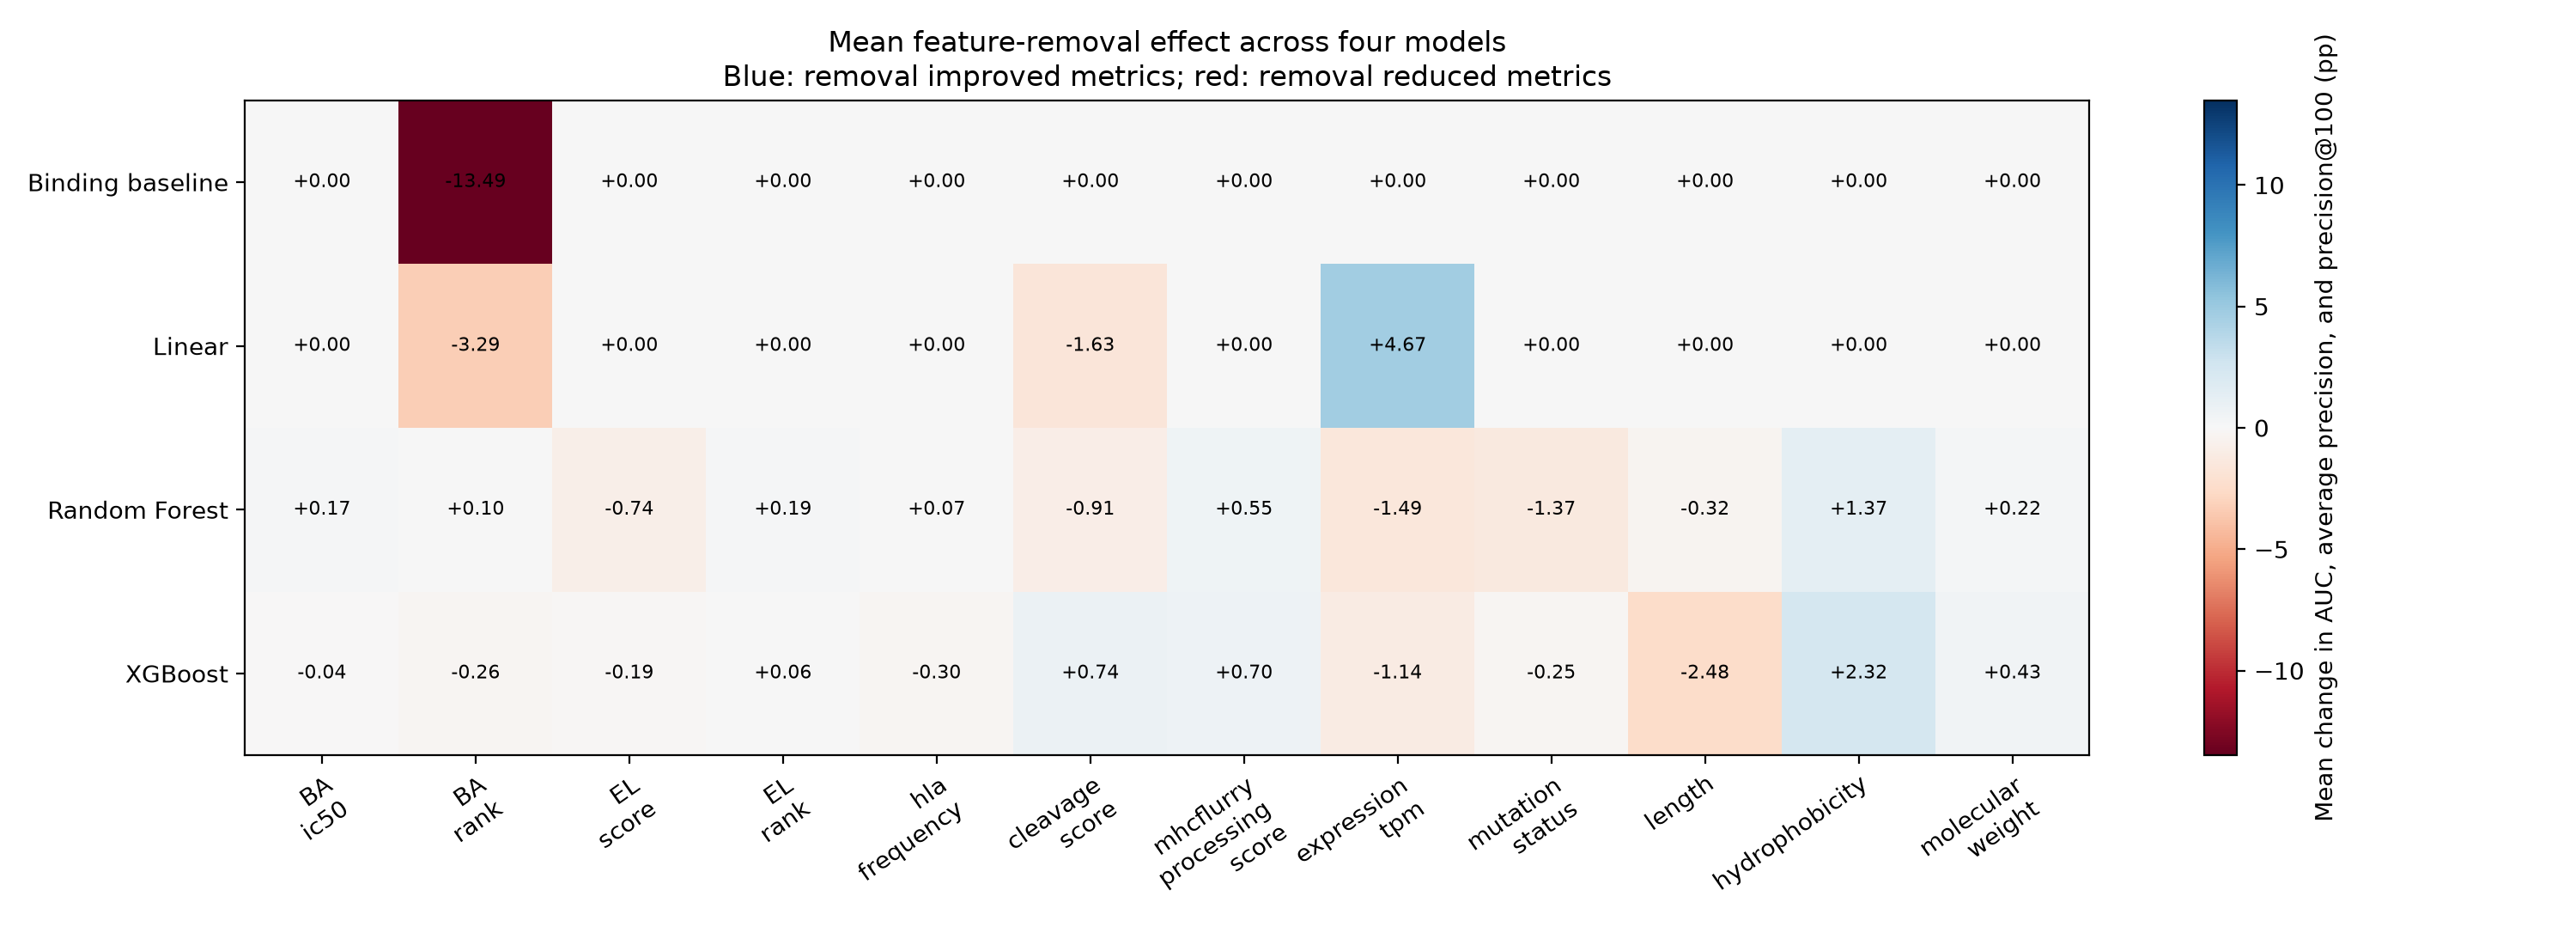 Mean feature-removal effect across four models
Blue: removal improved metrics; red: removal reduced metrics
Binding baseline
+0.00 -13.49 +0.00 +0.00 +0.00 +0.00 +0.00 +0.00 +0.00 +0.00 +0.00 +0.00
Linear
+0.00 -3.29 +0.00 +0.00 +0.00 -1.63 +0.00 +4.67 +0.00 +0.00 +0.00 +0.00
Random Forest
+0.17 +0.10 -0.74 +0.19 +0.07 -0.91 +0.55 -1.49 -1.37 -0.32 +1.37 +0.22
XGBoost
-0.04 -0.26 -0.19 +0.06 -0.30 +0.74 +0.70 -1.14 -0.25 -2.48 +2.32 +0.43
BA
ic50
BA
rank
EL
score
EL
rank
hla
frequency
cleavage
score
mhcflurry
processing
score
expression
tpm
mutation
status
length
hydrophobicity
molecular
weight
10
5
0
−5
−10
Mean change in AUC, average precision, and precision@100 (pp)